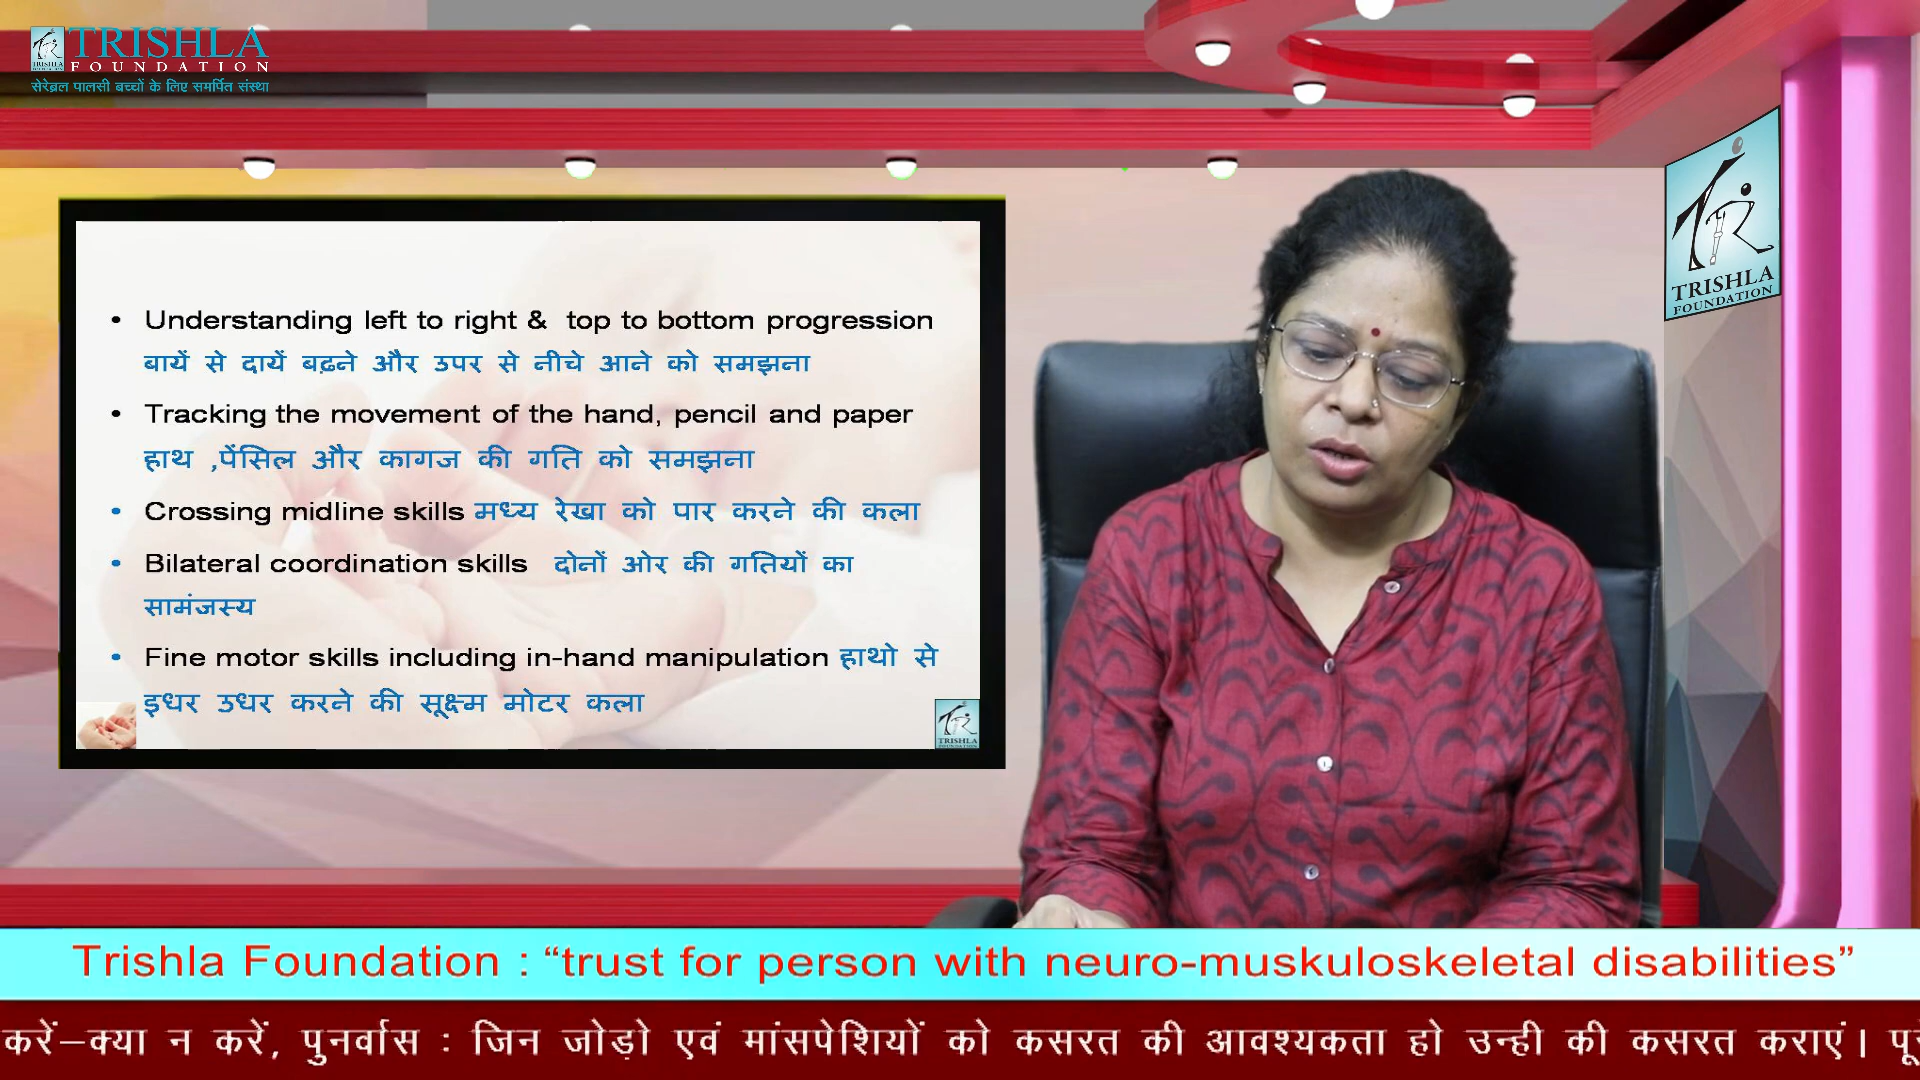 TRISHLA
FOUNDATION
सेरेब्रल पालसी बच्चों के लिए समर्पित संस्था
TRISHLA
FOUNDATION
• Understanding left to right & top to bottom progression
बायें से दायें बढ़ने और उपर से नीचे आने को समझना
• Tracking the movement of the hand, pencil and paper
हाथ ,पेंसिल और कागज की गति को समझना
• Crossing midline skills मध्य रेखा को पार करने की कला
• Bilateral coordination skills दोनों ओर की गतियों का
सामंजस्य
• Fine motor skills including in-hand manipulation हाथो से
इधर उधर करने की सूक्ष्म मोटर कला
TRISHLA
Trishla Foundation : “trust for person with neuro-muskuloskeletal disabilities”
करें–क्या न करें, पुनर्वास : जिन जोड़ो एवं मांसपेशियों को कसरत की आवश्यकता हो उन्ही की कसरत कराएं।